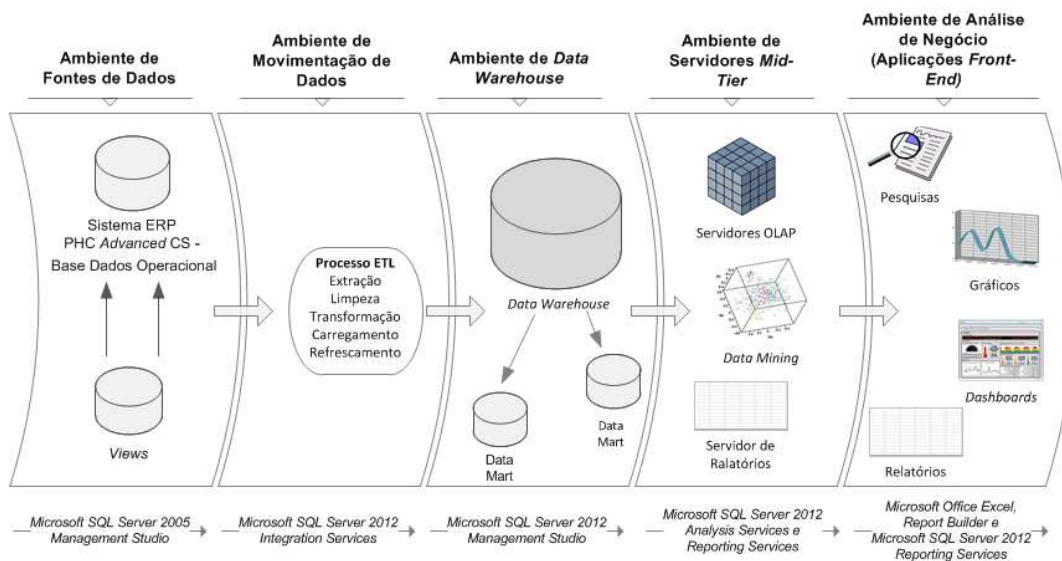 Ambiente de
Fontes de Dados
Ambiente de
Movimentação de
Dados
Ambiente de Data
Warehouse
Ambiente de
Servidores Mid-
Tier
Ambiente de Análise
de Negócio
(Aplicações Front-
End)
Sistema ERP
PHC Advanced CS -
Base Dados Operacional
Views
Processo ETL
Extração
Limpeza
Transformação
Carregamento
Refrescamento
Data Warehouse
Data
Mart
Data
Mart
Servidores OLAP
Data Mining
Servidor de
Ralatórios
Pesquisas
Gráficos
Dashboards
Relatórios
Microsoft SQL Server 2005
Management Studio
Microsoft SQL Server 2012
Integration Services
Microsoft SQL Server 2012
Management Studio
Microsoft SQL Server 2012
Analysis Services e
Reporting Services
Microsoft Office Excel,
Report Builder e
Microsoft SQL Server 2012
Reporting Services